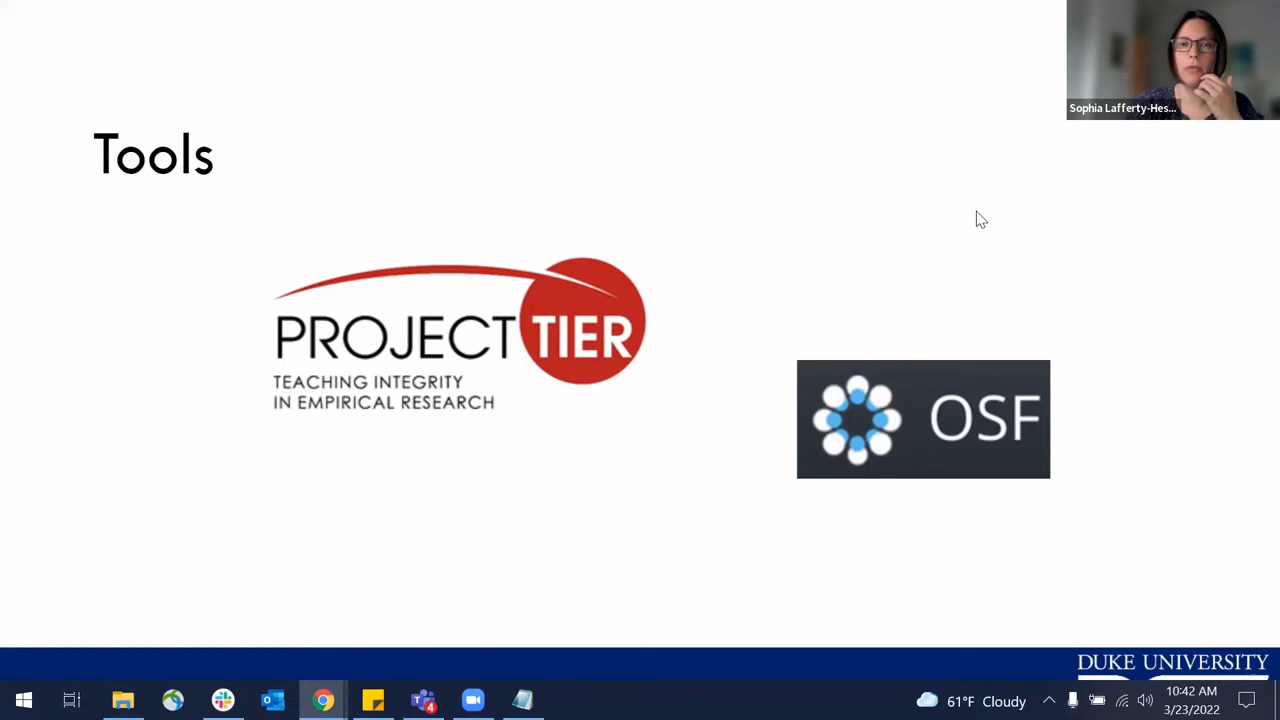 Sophia Lafferty-Hes...
Tools
PROJECT TIER
TEACHING INTEGRITY
IN EMPIRICAL RESEARCH
OSF
DUKE UNIVERSITY
4
61°F Cloudy
10:42 AM
3/23/2022